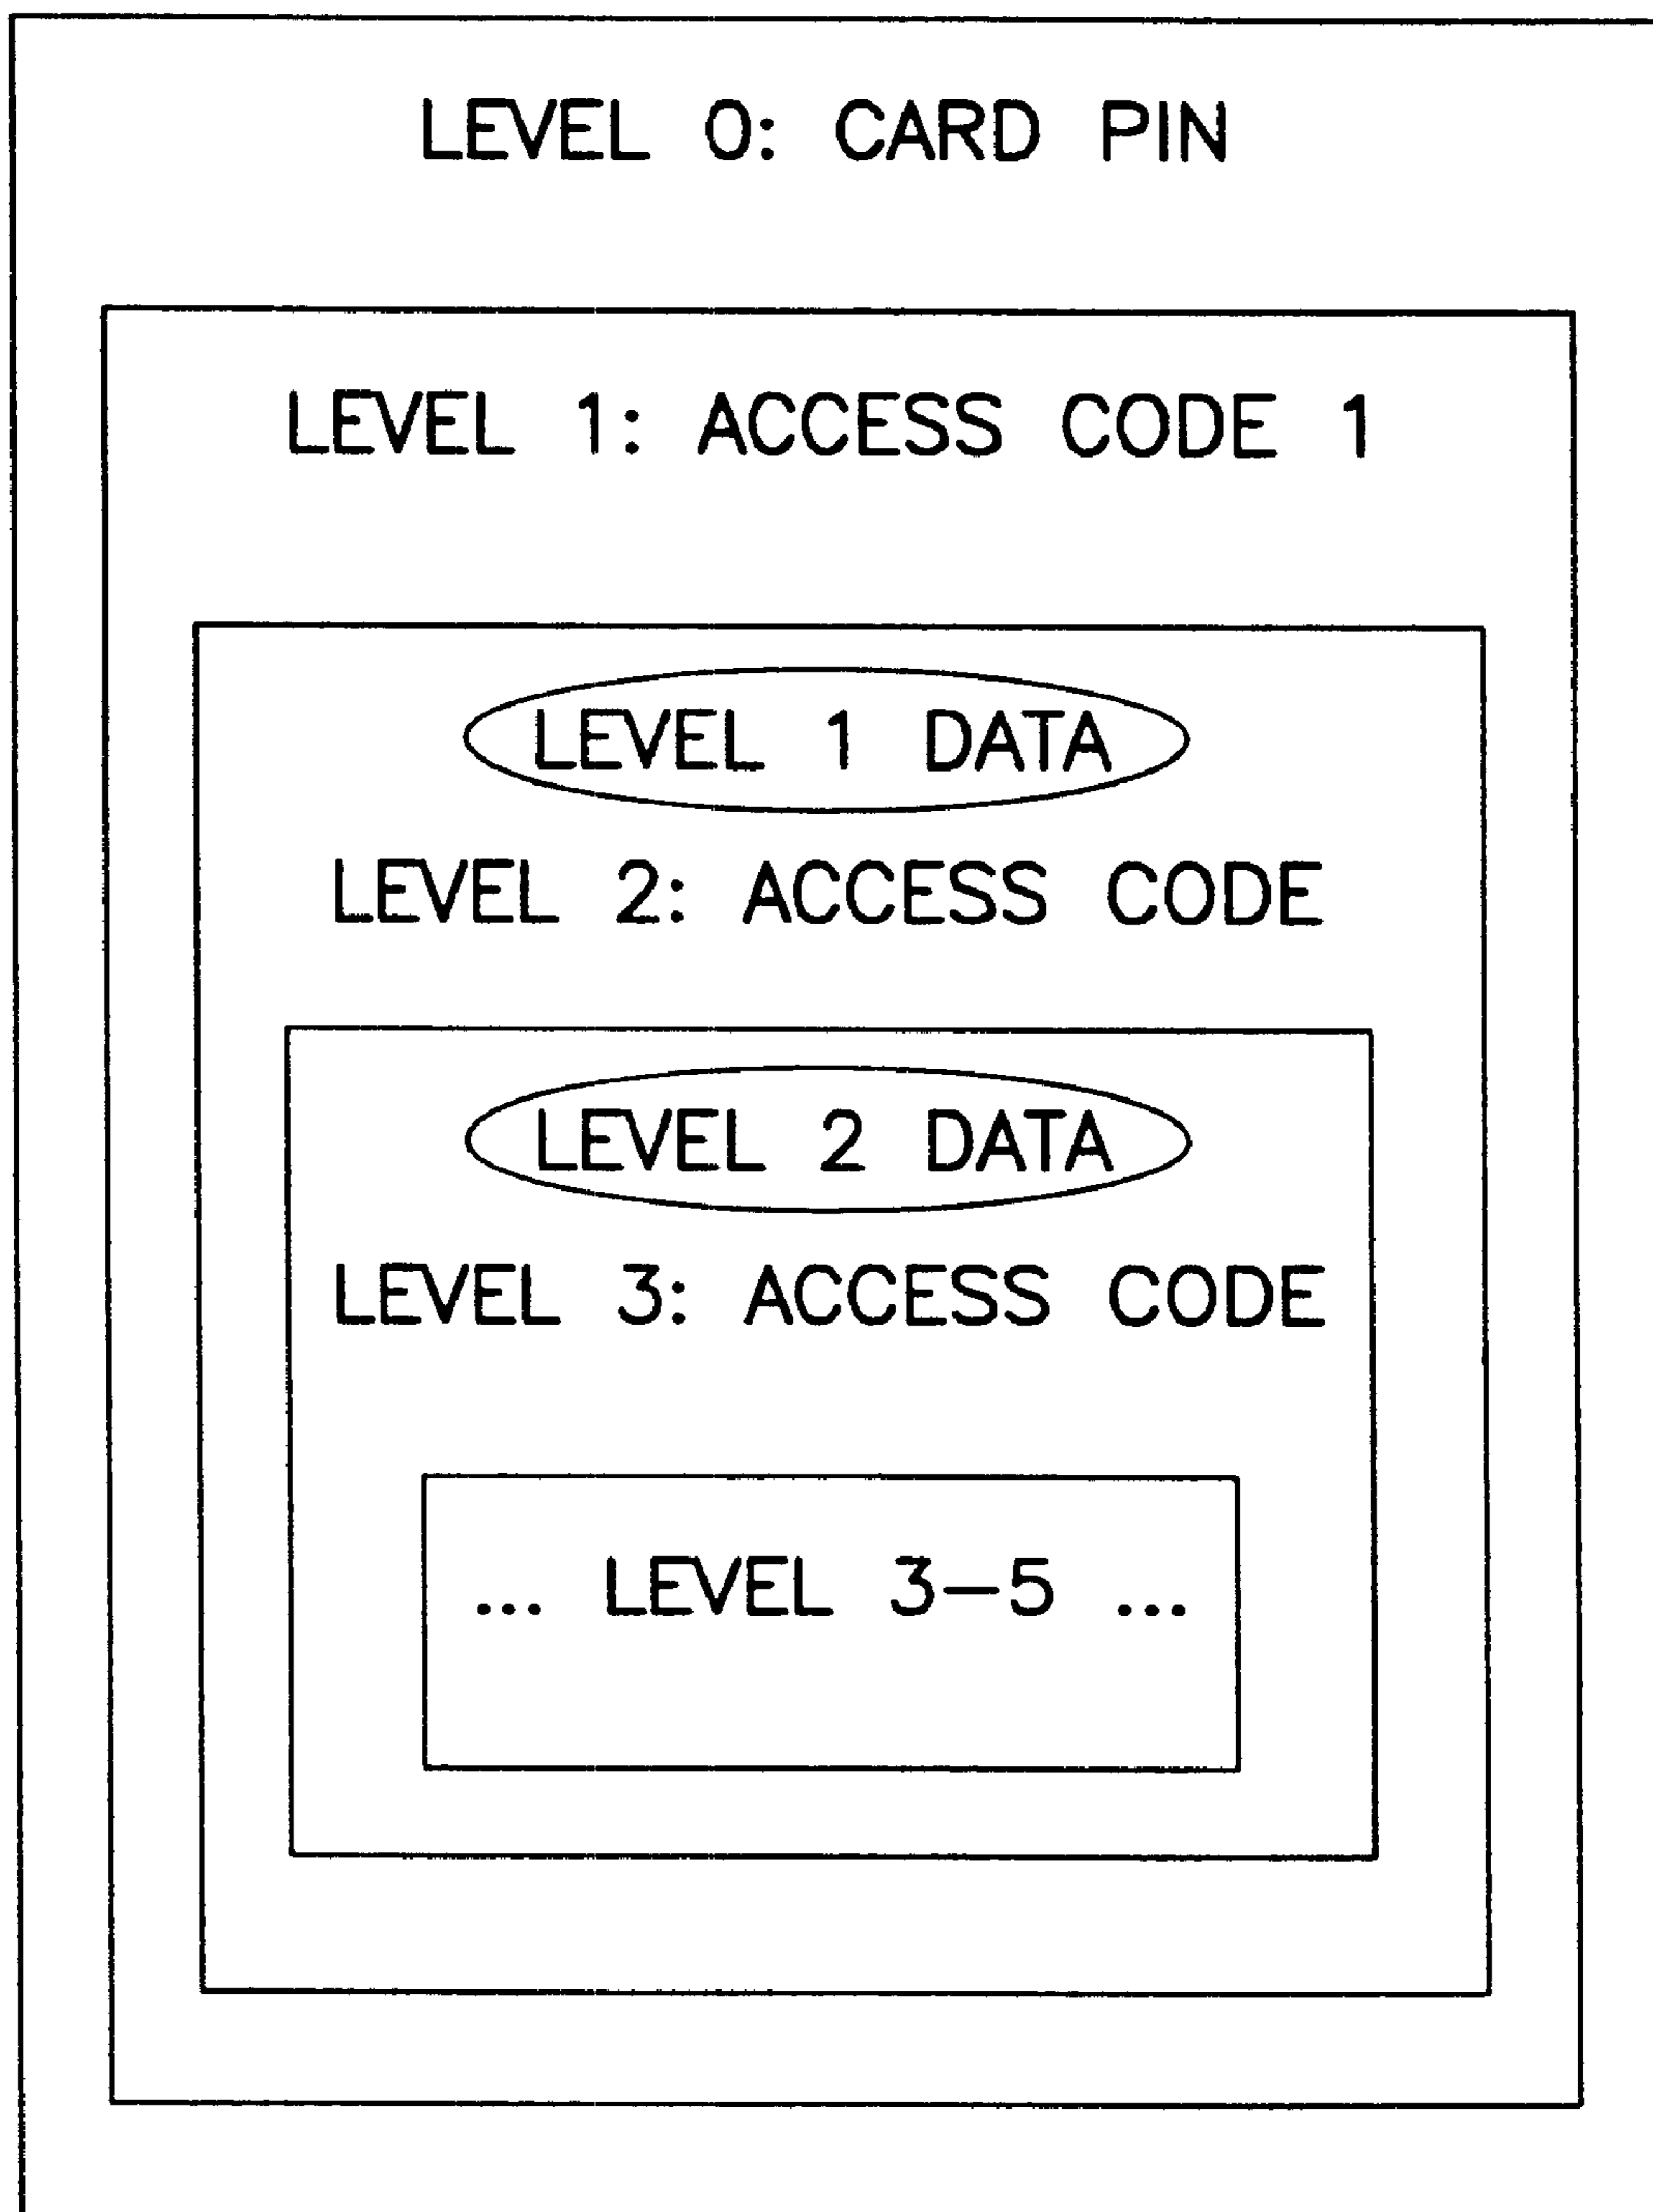 LEVEL 0: CARD PIN
LEVEL 1: ACCESS CODE 1
LEVEL 1 DATA
LEVEL 2: ACCESS CODE
LEVEL 2 DATA
LEVEL 3: ACCESS CODE
... LEVEL 3-5 ...